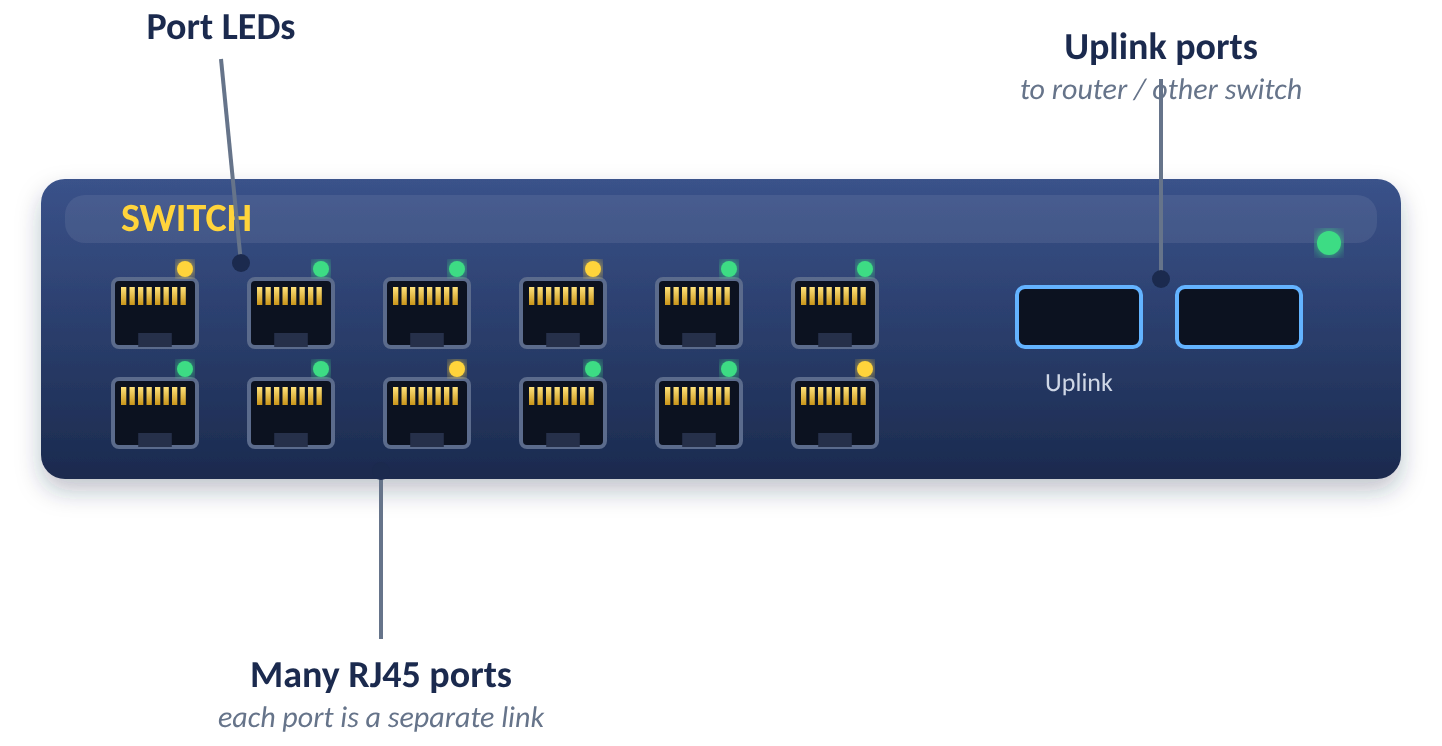 Port LEDs
Uplink ports
to router / other switch
SWITCH
Uplink
Many RJ45 ports
each port is a separate link